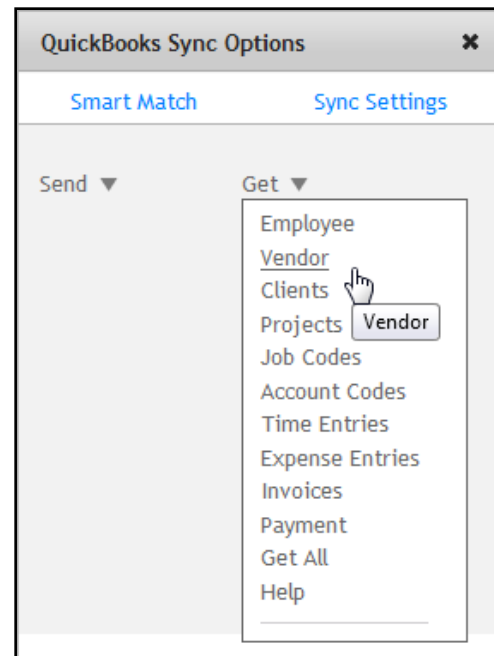 QuickBooks Sync Options ✖
Smart Match Sync Settings
Send ▼ Get ▼
Employee
Vendor
Clients
Projects Vendor
Job Codes
Account Codes
Time Entries
Expense Entries
Invoices
Payment
Get All
Help